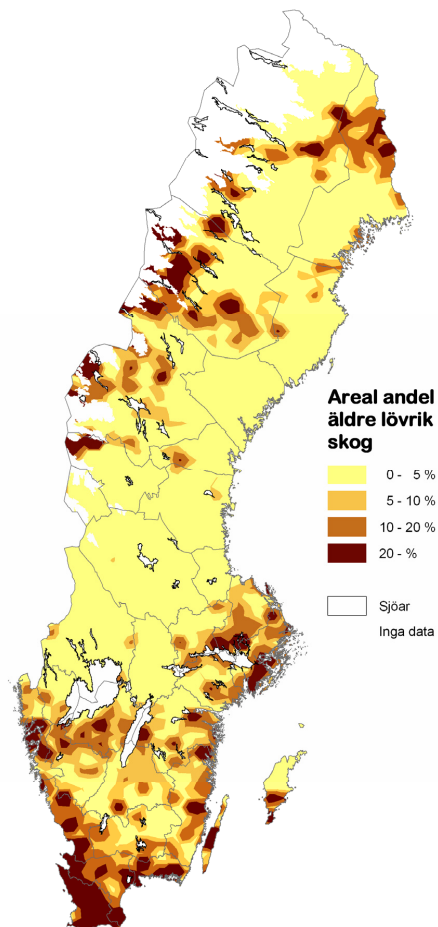 Areal andel
äldre lövrik
skog
0 - 5 %
5 - 10 %
10 - 20 %
20 - %
Sjöar
Inga data